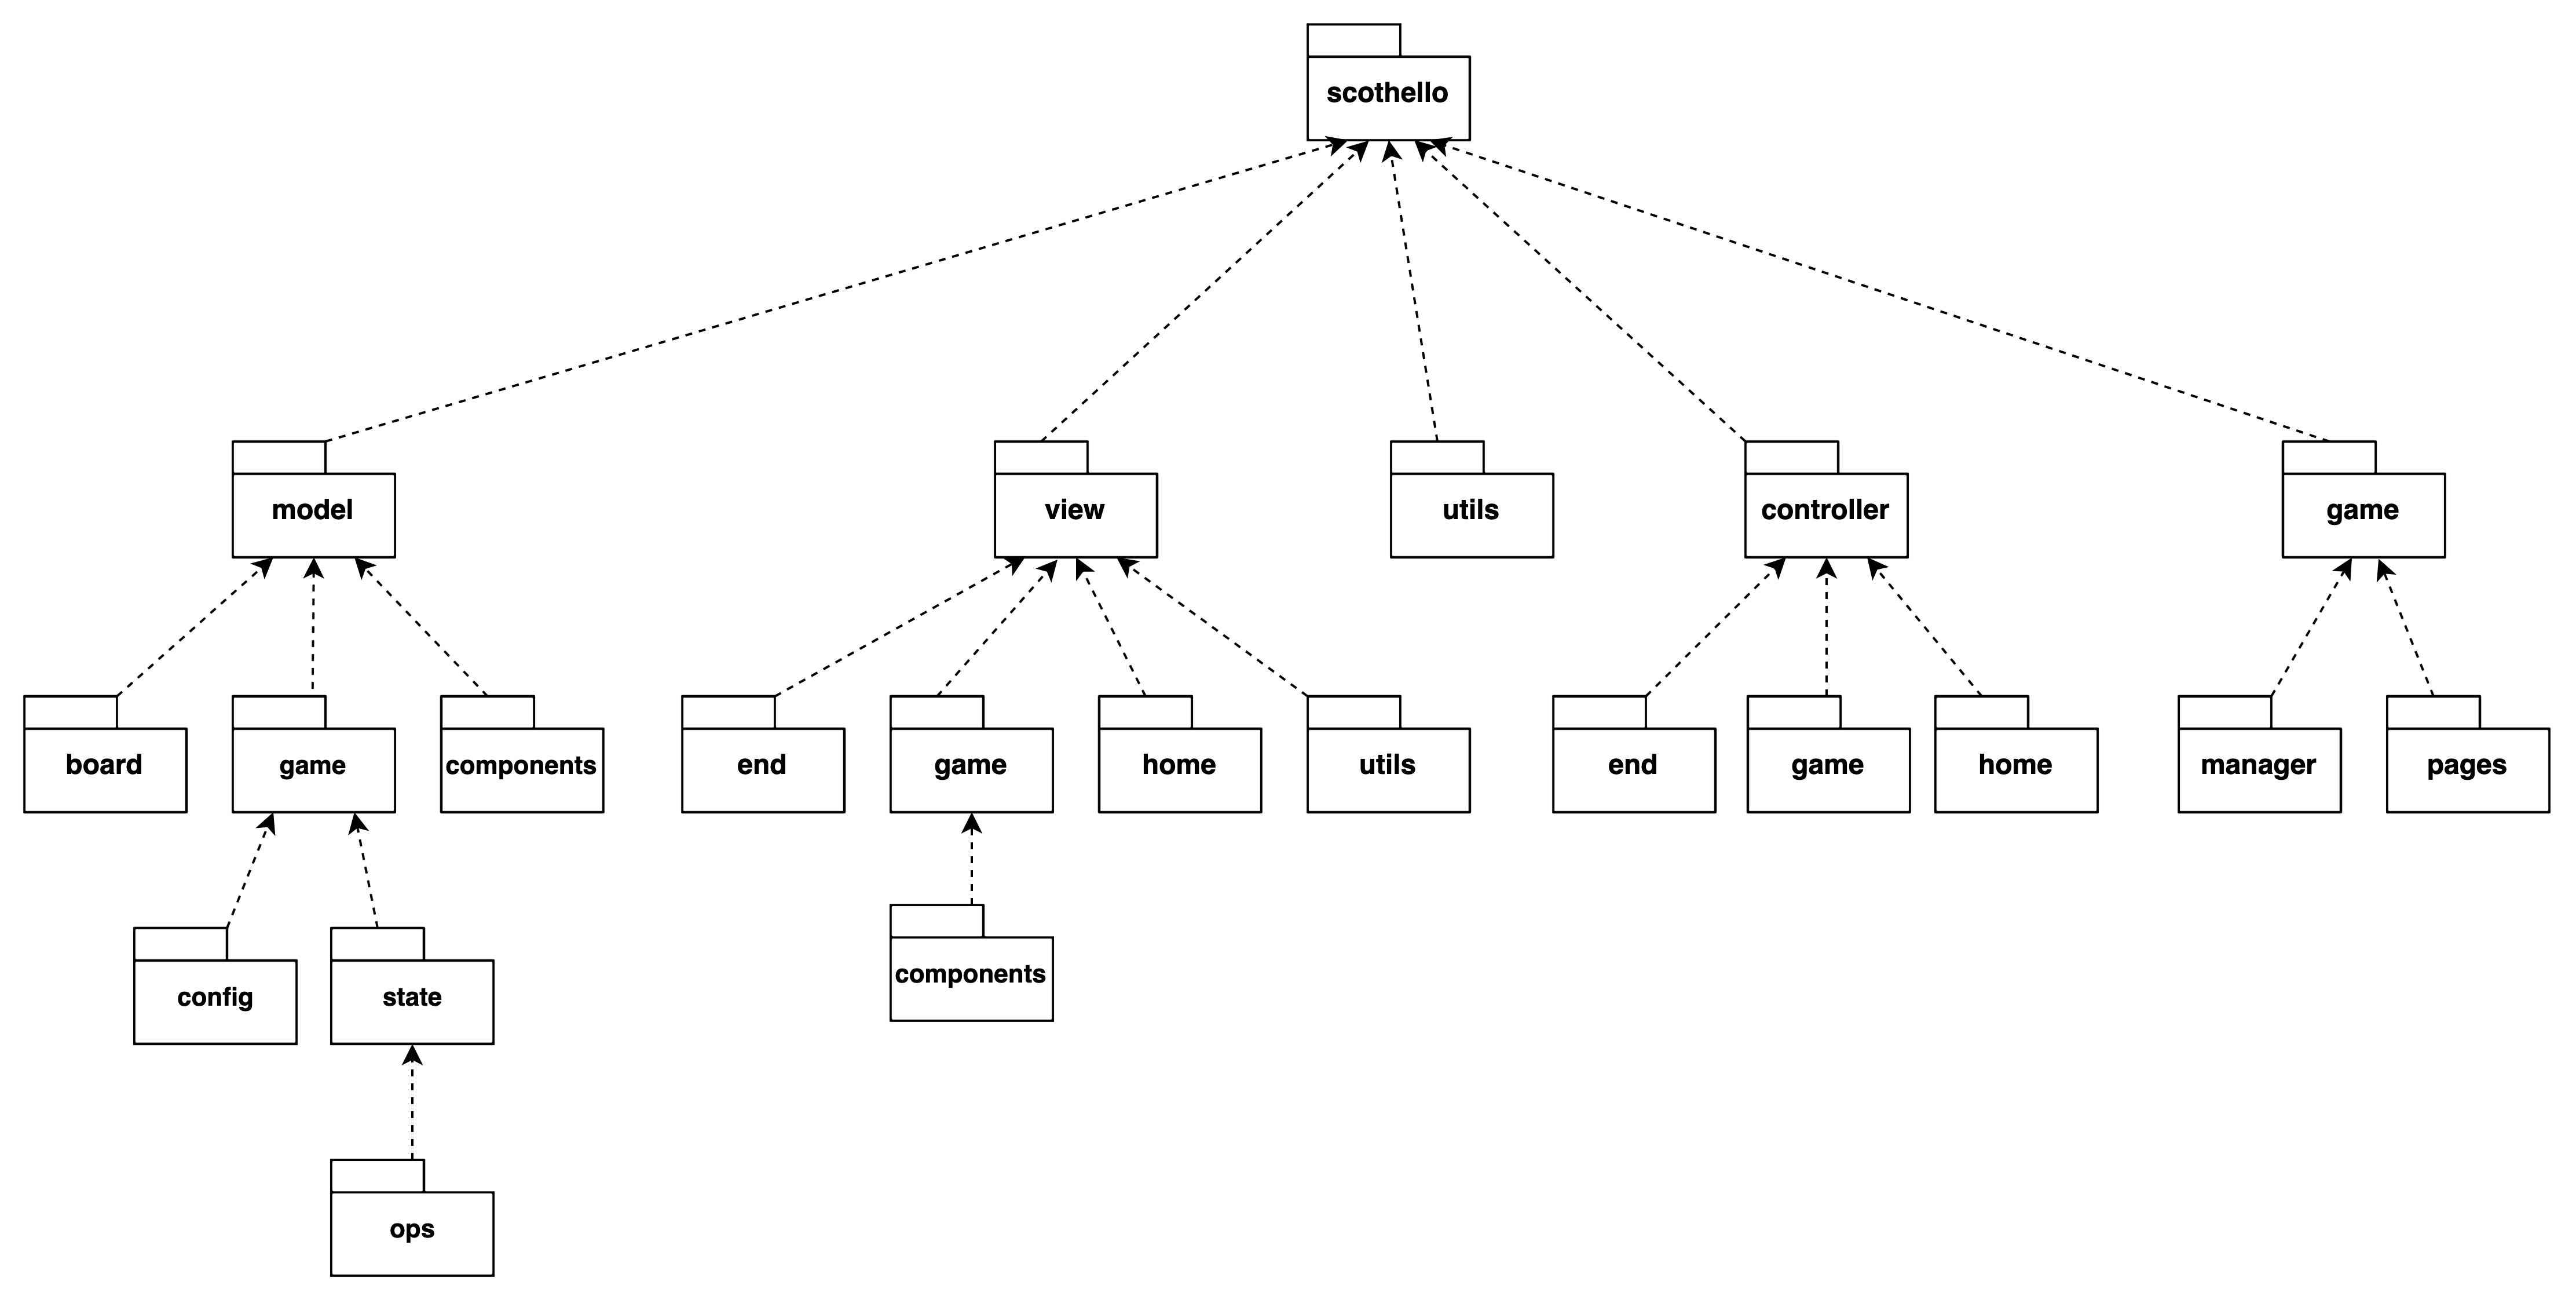 scothello
model
view
utils
controller
game
board
game
components
end
game
home
utils
end
game
home
manager
pages
components
config
state
ops